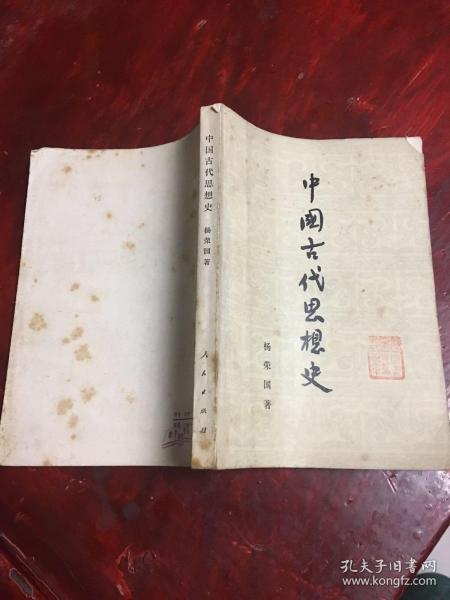 中国古代思想史
杨荣国著
人民出版社
中國古代思想史
杨荣国著
孔夫子旧书网
www.kongfz.com